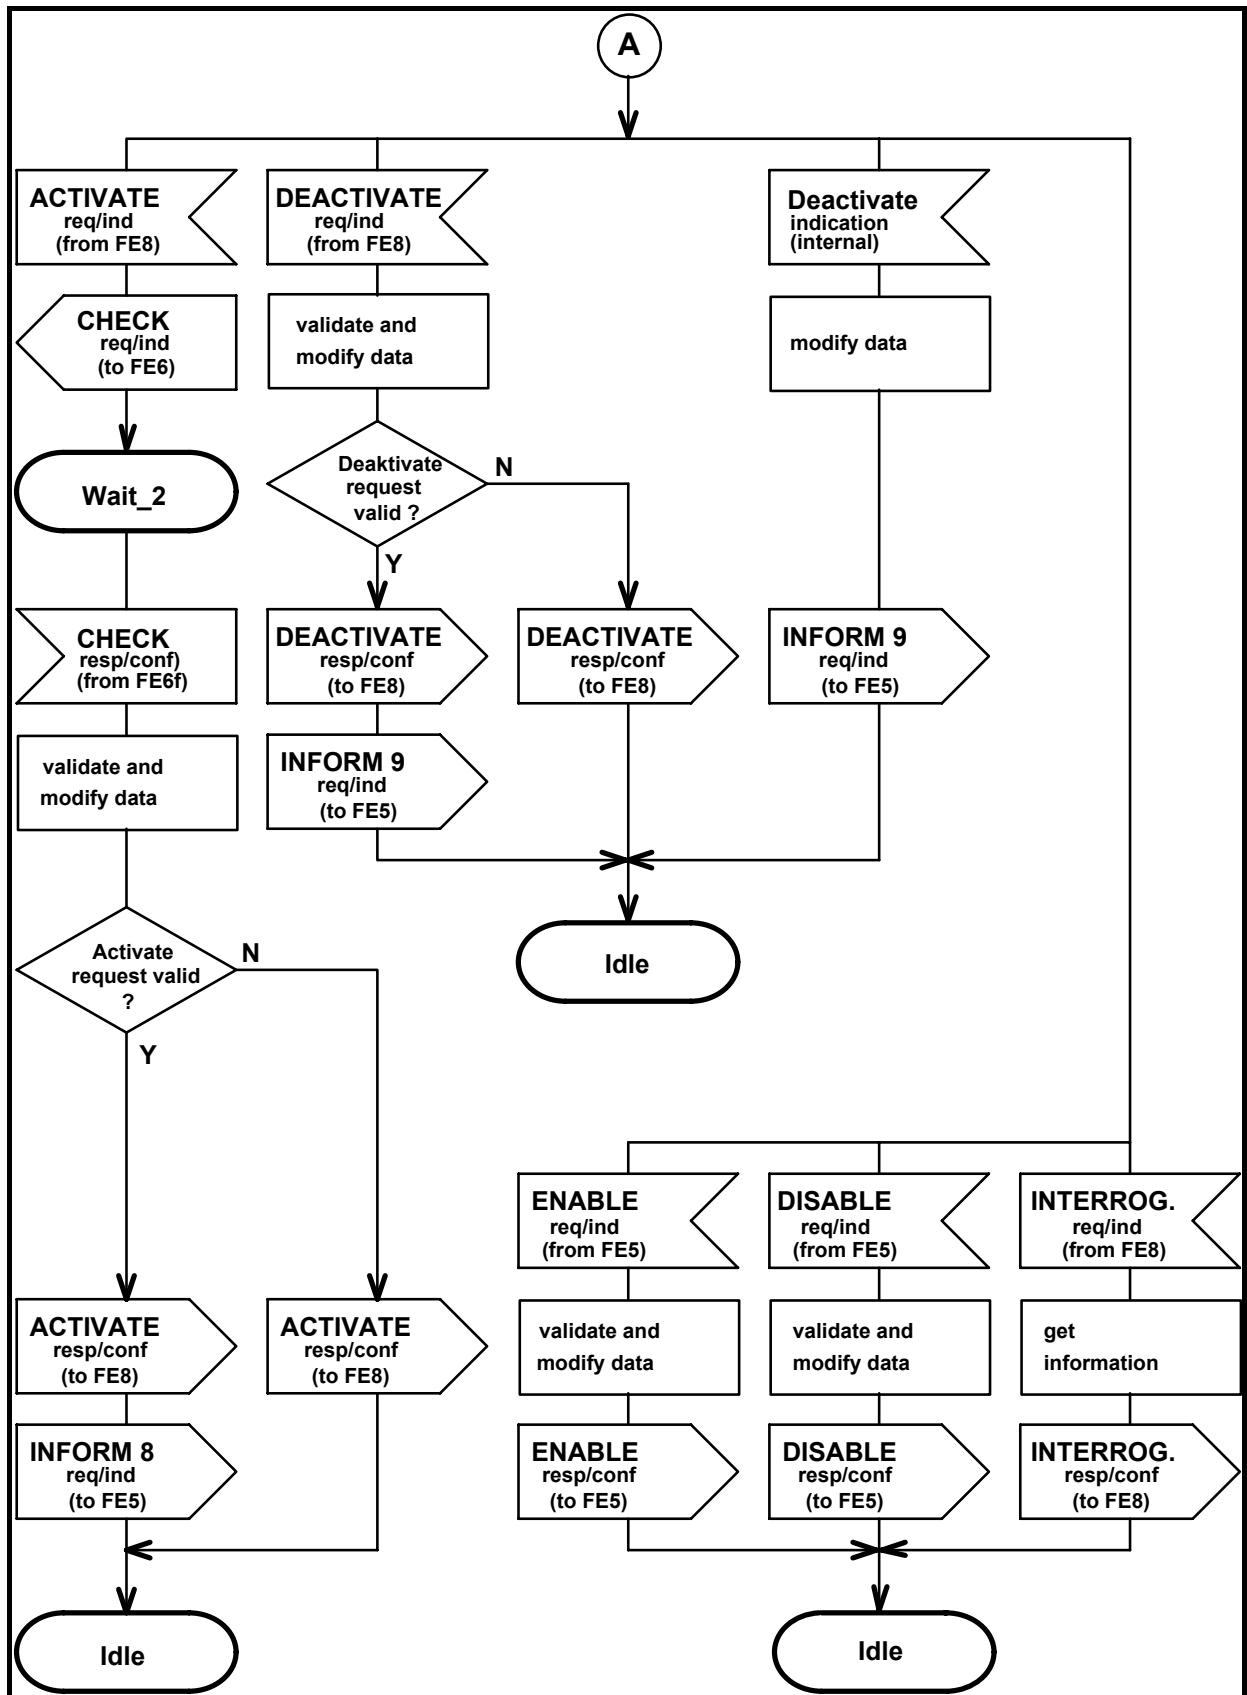 A
ACTIVATE
req/ind
(from FE8)
DEACTIVATE
req/ind
(from FE8)
Deactivate
indication
(internal)
CHECK
req/ind
(to FE6)
validate and
modify data
modify data
Wait_2
Deaktivate
request
valid ?
N
Y
CHECK
resp/conf)
(from FE6f)
DEACTIVATE
resp/conf
(to FE8)
DEACTIVATE
resp/conf
(to FE8)
INFORM 9
req/ind
(to FE5)
validate and
modify data
INFORM 9
req/ind
(to FE5)
Idle
Activate
request valid
?
N
Y
ENABLE
req/ind
(from FE5)
DISABLE
req/ind
(from FE5)
INTERROG.
req/ind
(from FE8)
ACTIVATE
resp/conf
(to FE8)
ACTIVATE
resp/conf
(to FE8)
validate and
modify data
validate and
modify data
get
information
INFORM 8
req/ind
(to FE5)
ENABLE
resp/conf
(to FE5)
DISABLE
resp/conf
(to FE5)
INTERROG.
resp/conf
(to FE8)
Idle
Idle